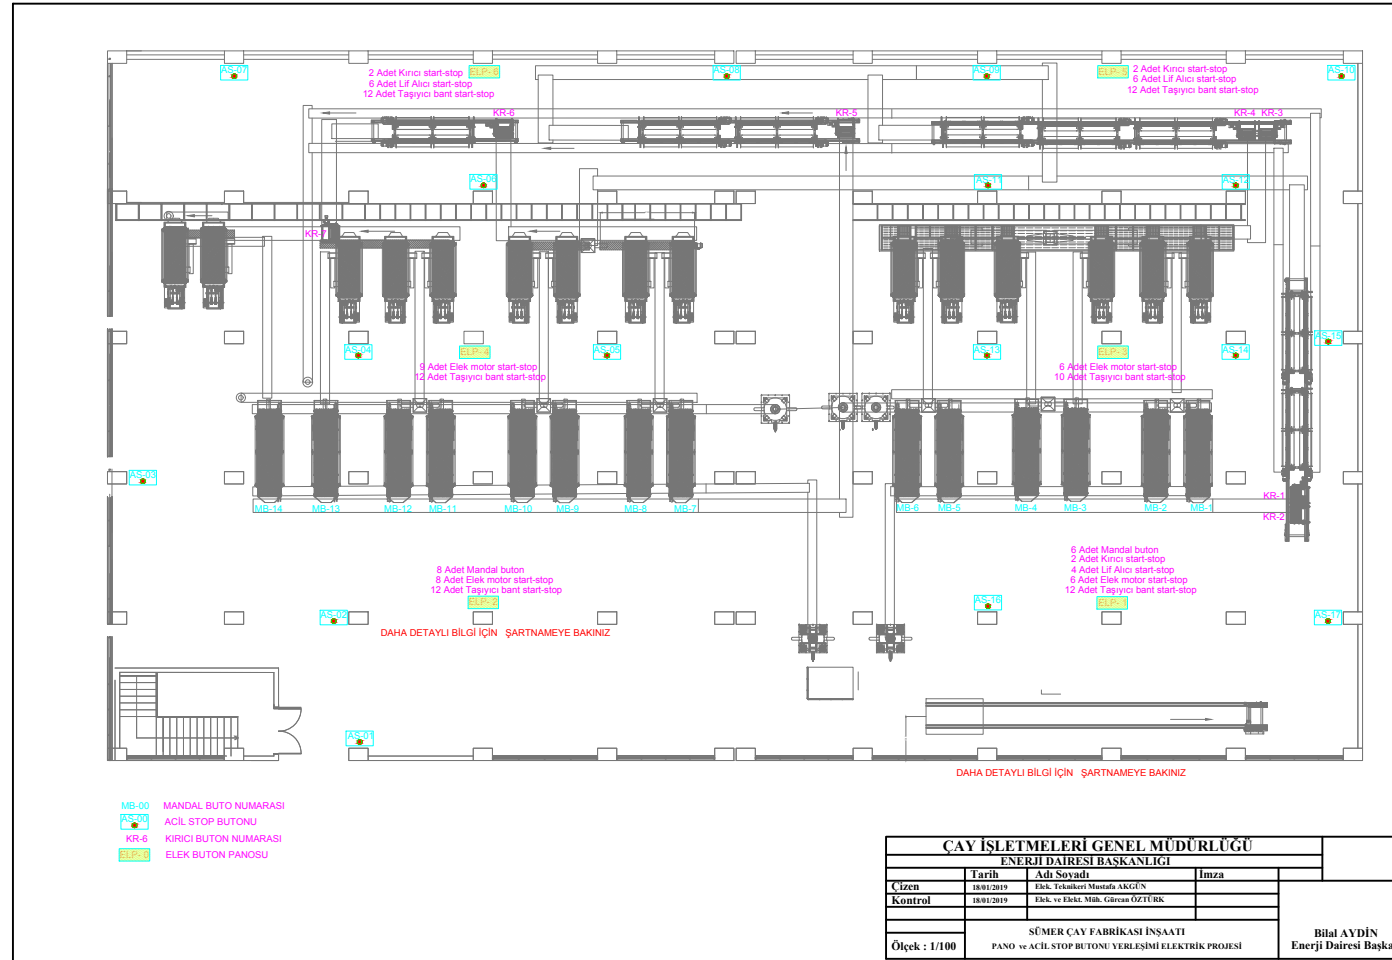 AS-07
2 Adet Kırıcı start-stop
6 Adet Lif Alıcı start-stop
12 Adet Taşıyıcı bant start-stop
ELP- 6
AS-08
AS-09
ELP- 5
2 Adet Kırıcı start-stop
6 Adet Lif Alıcı start-stop
12 Adet Taşıyıcı bant start-stop
AS-10
KR-6
KR-5
KR-4 KR-3
AS-06
AS-11
AS-12
KR-7
AS-04
ELP- 4
AS-05
AS-13
ELP- 3
AS-14
AS-15
9 Adet Elek motor start-stop
12 Adet Taşıyıcı bant start-stop
6 Adet Elek motor start-stop
10 Adet Taşıyıcı bant start-stop
AS-03
KR-1
KR-2
MB-14 MB-13 MB-12 MB-11 MB-10 MB-9 MB-8 MB-7 MB-6 MB-5 MB-4 MB-3 MB-2 MB-1
8 Adet Mandal buton
8 Adet Elek motor start-stop
12 Adet Taşıyıcı bant start-stop
ELP- 2
6 Adet Mandal buton
2 Adet Kırıcı start-stop
4 Adet Lif Alıcı start-stop
6 Adet Elek motor start-stop
12 Adet Taşıyıcı bant start-stop
ELP- 1
AS-02
AS-16
AS-17
DAHA DETAYLI BİLGİ İÇİN ŞARTNAMEYE BAKINIZ
AS-01
DAHA DETAYLI BİLGİ İÇİN ŞARTNAMEYE BAKINIZ
MB-00 MANDAL BUTO NUMARASI
AS-00 ACİL STOP BUTONU
KR-6 KIRICI BUTON NUMARASI
ELP- 0 ELEK BUTON PANOSU
ÇAY İŞLETMELERİ GENEL MÜDÜRLÜĞÜ
ENERJİ DAİRESİ BAŞKANLIĞI
Tarih Adı Soyadı İmza
Çizen 18/01/2019 Elek. Teknikeri Mustafa AKGÜN
Kontrol 18/01/2019 Elek. ve Elekt. Müh. Gürcan ÖZTÜRK
SÜMER ÇAY FABRİKASI İNŞAATI
Ölçek : 1/100 PANO ve ACİL STOP BUTONU YERLEŞİMİ ELEKTRİK PROJESİ
Bilal AYDİN
Enerji Dairesi Başka